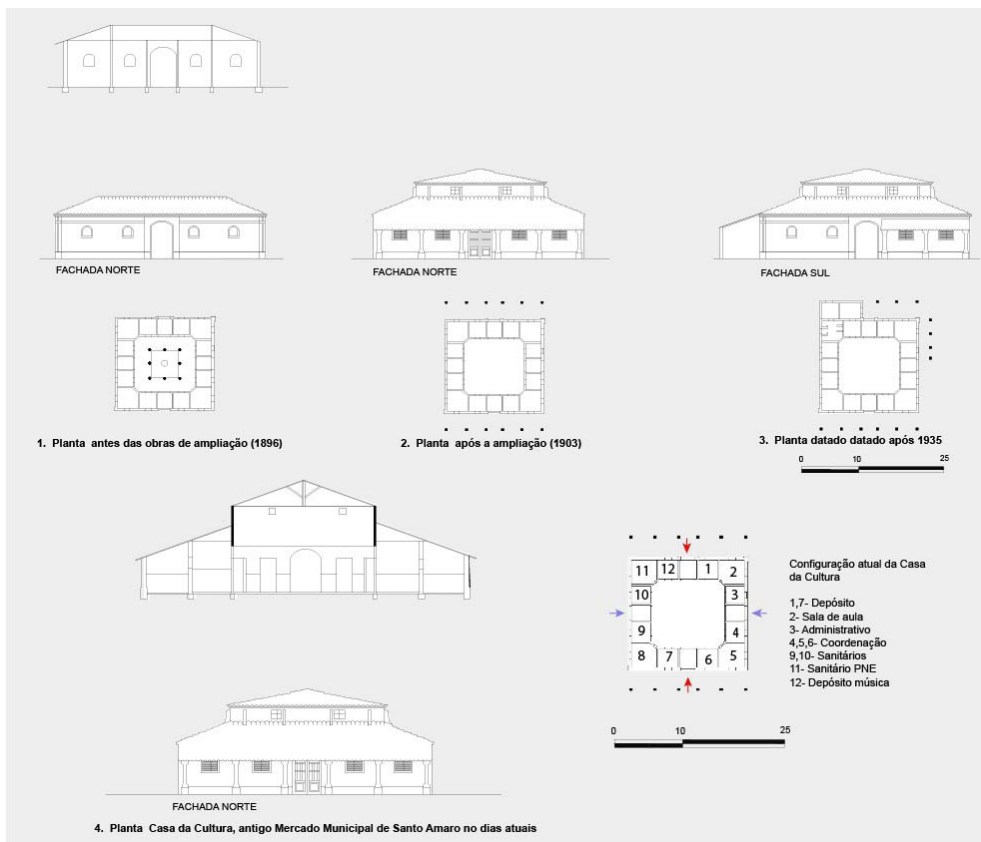 FACHADA NORTE
FACHADA NORTE
FACHADA SUL
1. Planta antes das obras de ampliação (1896)
2. Planta após a ampliação (1903)
3. Planta datado datado após 1935
0 10 25
11 12 1 2
10 3
9 4
8 7 6 5
Configuração atual da Casa
da Cultura
1,7- Depósito
2- Sala de aula
3- Administrativo
4,5,6- Coordenação
9,10- Sanitários
11- Sanitário PNE
12- Depósito música
0 10 25
FACHADA NORTE
4. Planta Casa da Cultura, antigo Mercado Municipal de Santo Amaro no dias atuais